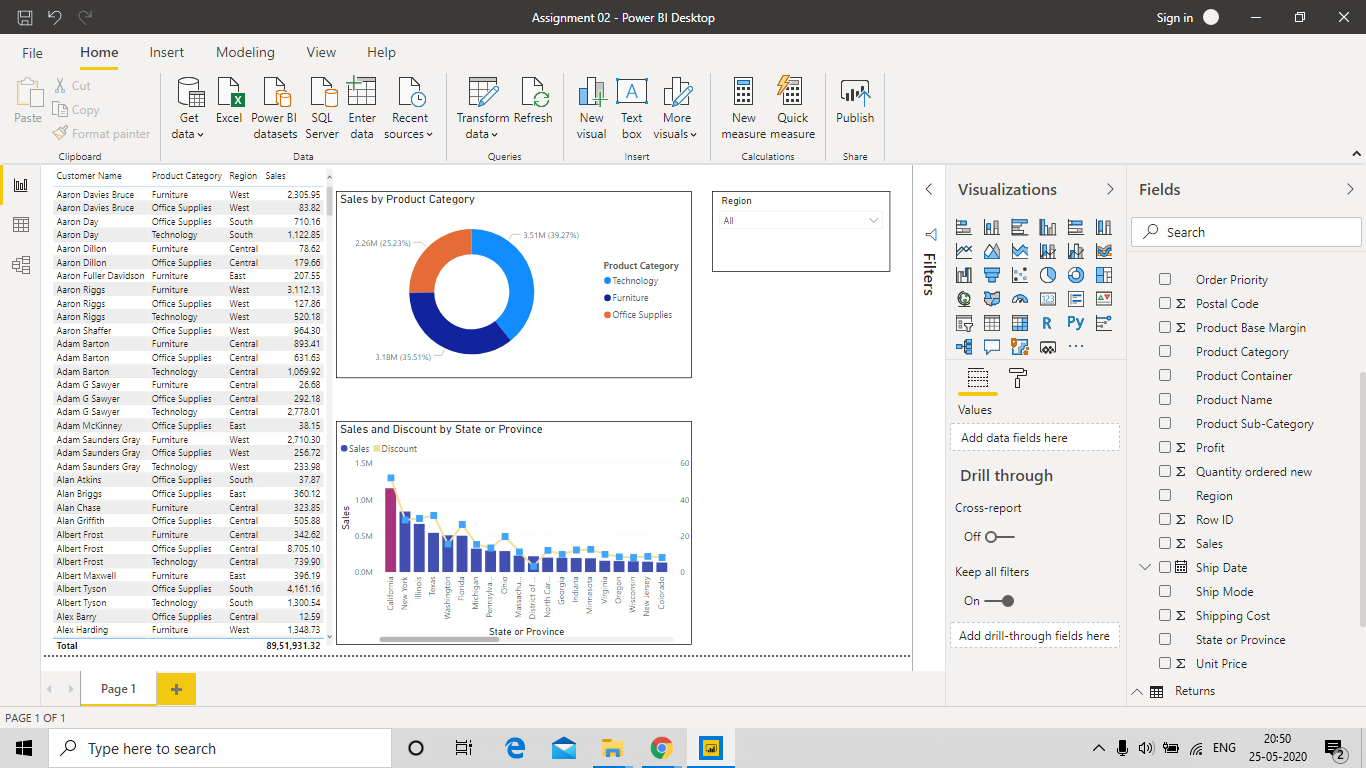 Assignment 02 - Power BI Desktop
Sign in
File Home Insert Modeling View Help
Paste
Cut
Copy
Format painter
Clipboard
Get data
Excel
Power BI datasets
SQL Server
Enter data
Recent sources
Data
Transform data
Refresh
Queries
New visual
Text box
More visuals
Insert
New measure
Quick measure
Calculations
Publish
Share
Customer Name Product Category Region Sales
Aaron Davies Bruce Furniture West 2,305.95
Aaron Davies Bruce Office Supplies West 83.82
Aaron Day Office Supplies South 710.16
Aaron Day Technology South 1,122.85
Aaron Dillon Furniture Central 78.62
Aaron Dillon Office Supplies Central 179.66
Aaron Fuller Davidson Furniture East 207.55
Aaron Riggs Furniture West 3,112.13
Aaron Riggs Office Supplies West 127.86
Aaron Riggs Technology West 520.18
Aaron Shaffer Office Supplies West 964.30
Adam Barton Furniture Central 893.41
Adam Barton Office Supplies Central 631.63
Adam Barton Technology Central 1,069.92
Adam G Sawyer Furniture Central 26.68
Adam G Sawyer Office Supplies Central 292.18
Adam G Sawyer Technology Central 2,778.01
Adam McKinney Office Supplies East 38.15
Adam Saunders Gray Furniture West 2,710.30
Adam Saunders Gray Office Supplies West 256.72
Adam Saunders Gray Technology West 233.98
Alan Atkins Office Supplies South 37.87
Alan Briggs Office Supplies East 360.12
Alan Chase Furniture Central 323.85
Alan Griffith Office Supplies Central 505.88
Albert Frost Furniture Central 342.62
Albert Frost Office Supplies Central 8,705.10
Albert Frost Technology Central 739.90
Albert Maxwell Furniture East 396.19
Albert Tyson Office Supplies South 4,161.16
Albert Tyson Technology South 1,300.54
Alex Barry Office Supplies Central 12.59
Alex Harding Furniture West 1,348.73
Total 89,51,931.32
Sales by Product Category
2.26M (25.23%)
3.51M (39.27%)
3.18M (35.51%)
Product Category
Technology
Furniture
Office Supplies
Region
All
Sales and Discount by State or Province
Sales Discount
1.5M
1.0M
0.5M
0.0M
Sales
60
40
20
0
California
New York
Illinois
Texas
Washington
Florida
Michigan
Pennsylva...
Ohio
Massachu...
District of ...
North Car...
Georgia
Indiana
Minnesota
Virginia
Oregon
Wisconsin
New Jersey
Colorado
State or Province
Filters
Visualizations
123
R Py
...
Values
Add data fields here
Drill through
Cross-report
Off
Keep all filters
On
Add drill-through fields here
Fields
Search
Order Priority
Σ Postal Code
Σ Product Base Margin
Product Category
Product Container
Product Name
Product Sub-Category
Σ Profit
Σ Quantity ordered new
Region
Σ Row ID
Σ Sales
Ship Date
Ship Mode
Σ Shipping Cost
State or Province
Σ Unit Price
Returns
Page 1
+
PAGE 1 OF 1
Type here to search
ENG
20:50
25-05-2020
2